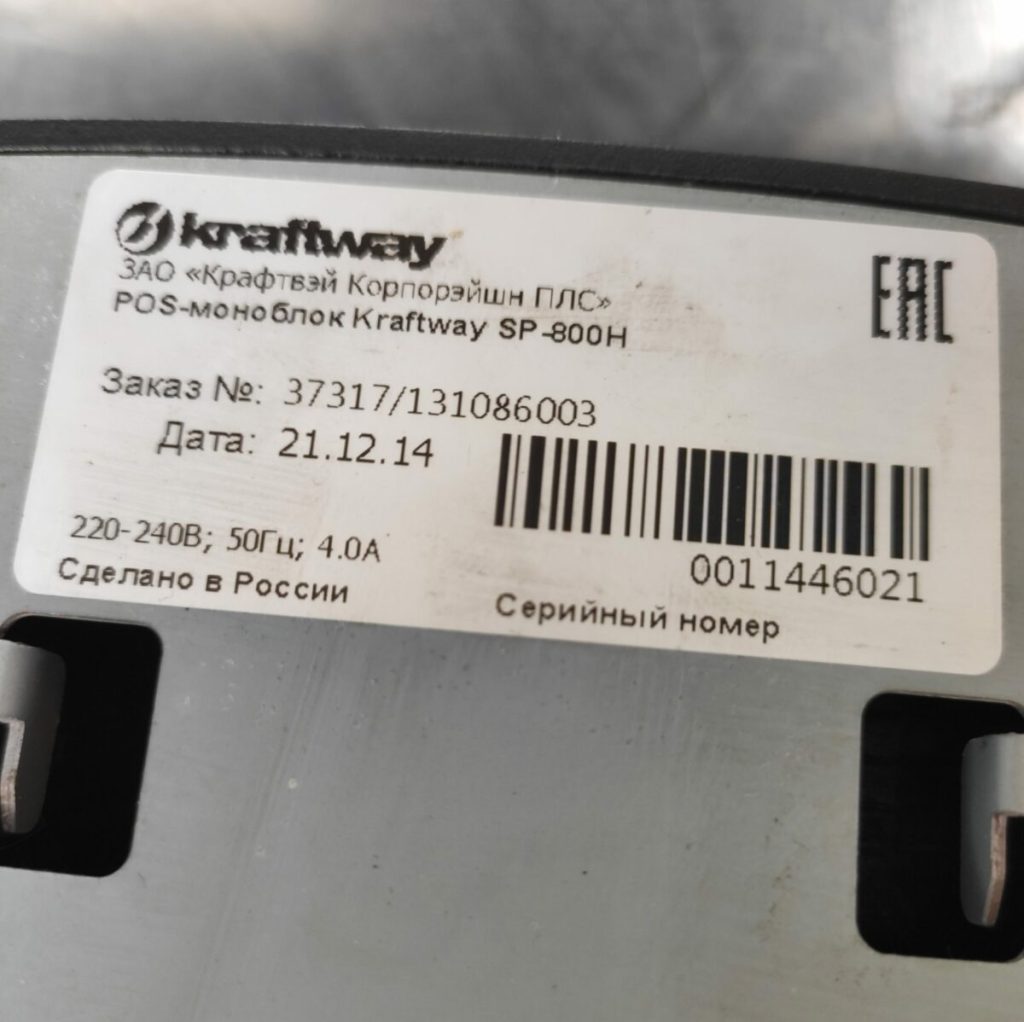 kraftway
ЗАО «Крафтвэй Корпорэйшн ПЛС»
POS-моноблок Kraftway SP-800H
EAC
Заказ №: 37317/131086003
Дата: 21.12.14
0011446021
Серийный номер
220-240В; 50Гц; 4.0А
Сделано в России